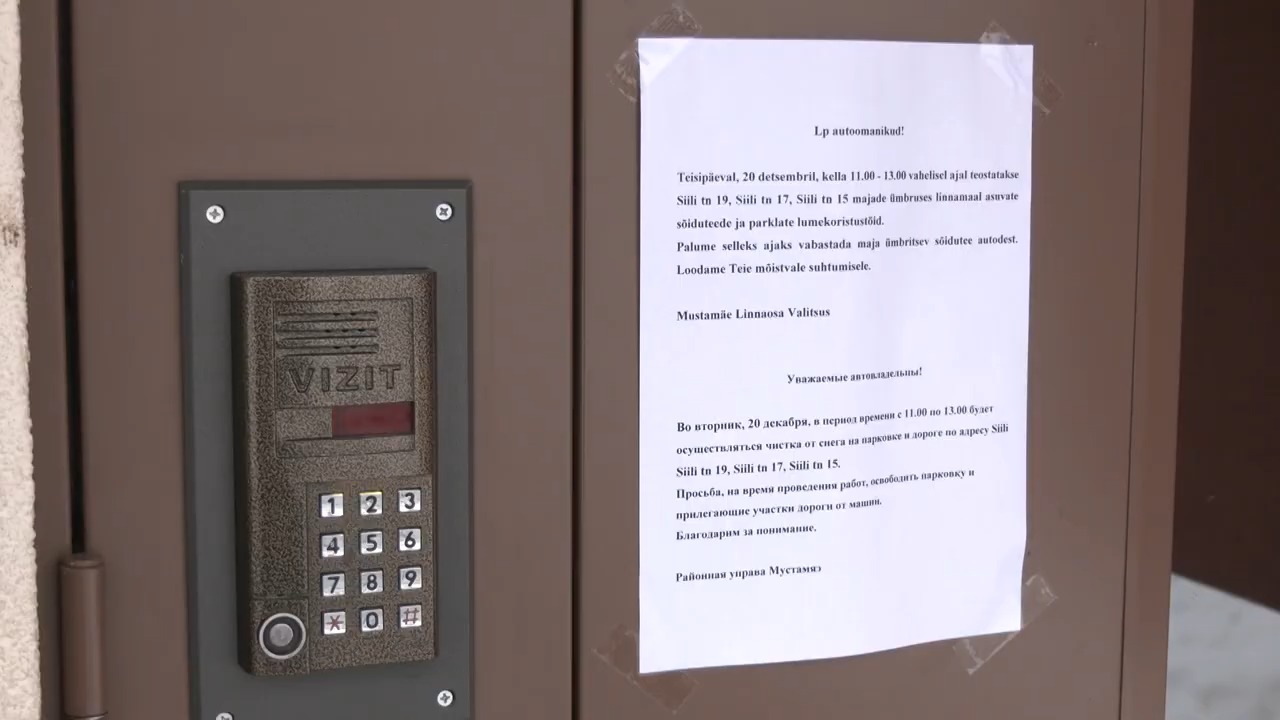 VIZIT
1 2 3
4 5 6
7 8 9
* 0 #
Lp autoomanikud!
Teisipäeval, 20 detsembril, kella 11.00 - 13.00 vahelisel ajal teostatakse
Siili tn 19, Siili tn 17, Siili tn 15 majade ümbruses linnamaal asuvate
sõiduteede ja parklate lumekoristustöid.
Palume selleks ajaks vabastada maja ümbritsev sõidutee autodest.
Loodame Teie mõistvale suhtumisele.
Mustamäe Linnaosa Valitsus
Уважаемые автовладельны!
Во вторник, 20 декабря, в период времени с 11.00 по 13.00 будет
осуществляться чистка от снега на парковке и дороге по адресу Siili
Siili tn 19, Siili tn 17, Siili tn 15.
Просьба, на время проведения работ, освободить парковку и
прилегающие участки дороги от машин.
Благодарим за понимание.
Районная управа Мустамяэ